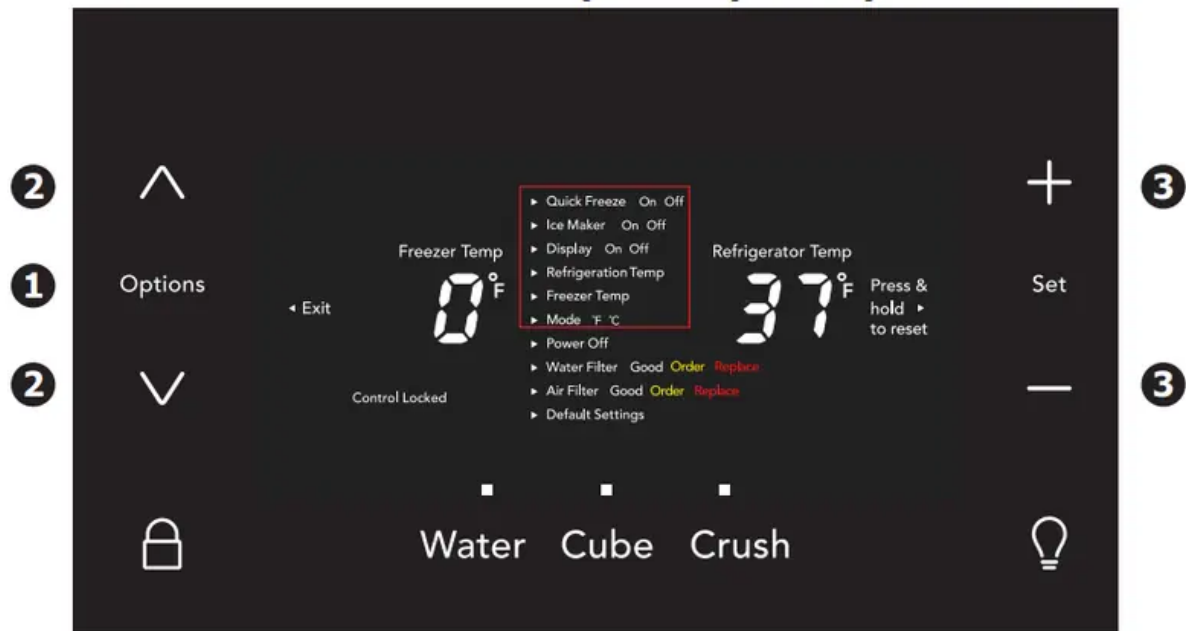 2
3
Quick Freeze On Off
Ice Maker On Off
Freezer Temp
Display On Off
Refrigerator Temp
Refrigeration Temp
1
Options
0°F
37°F
Press &
hold
to reset
Set
Exit
Freezer Temp
Mode °F °C
Power Off
Water Filter Good Order Replace
2
Control Locked
Air Filter Good Order Replace
3
Default Settings
Water Cube Crush